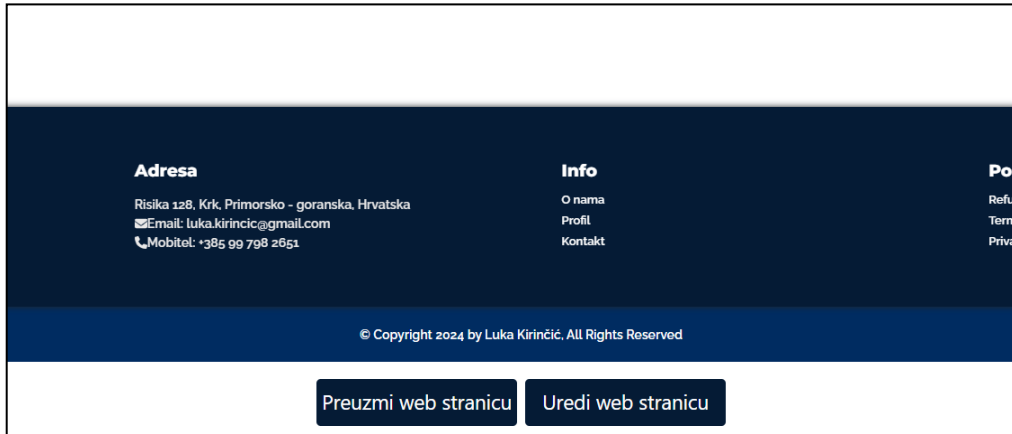 Adresa
Risika 128, Krk, Primorsko - goranska, Hrvatska
Email: luka.kirincic@gmail.com
Mobitel: +385 99 798 2651
Info
O nama
Profil
Kontakt
© Copyright 2024 by Luka Kirinčić, All Rights Reserved
Preuzmi web stranicu
Uredi web stranicu